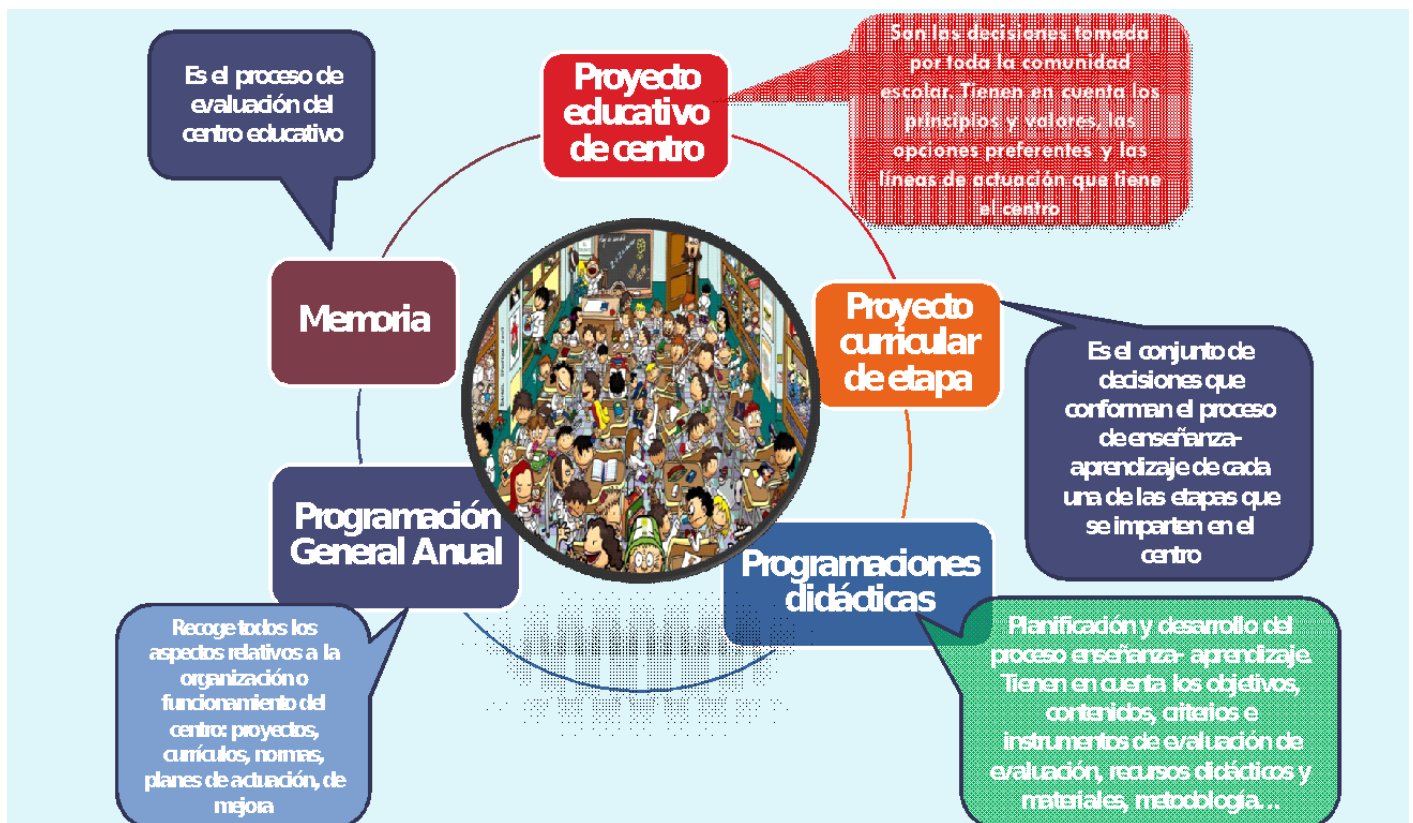 Es el proceso de
evaluación del
centro educativo
Proyecto
educativo
de centro
Son las decisiones tomada
por toda la comunidad
escolar. Tienen en cuenta los
principios y valores, las
opciones preferentes y las
líneas de actuación que tiene
el centro
Memoria
Proyecto
curricular
de etapa
Es el conjunto de
decisiones que
conforman el proceso
de enseñanza-
aprendizaje de cada
una de las etapas que
se imparten en el
centro
Programación
General Anual
Programaciones
didácticas
Recoge todos los
aspectos relativos a la
organización o
funcionamiento del
centro: proyectos,
currículos, normas,
planes de actuación, de
mejora
Planificación y desarrollo del
proceso enseñanza- aprendizaje.
Tienen en cuenta los objetivos,
contenidos, criterios e
instrumentos de evaluación de
evaluación, recursos didácticos y
materiales, metodología...